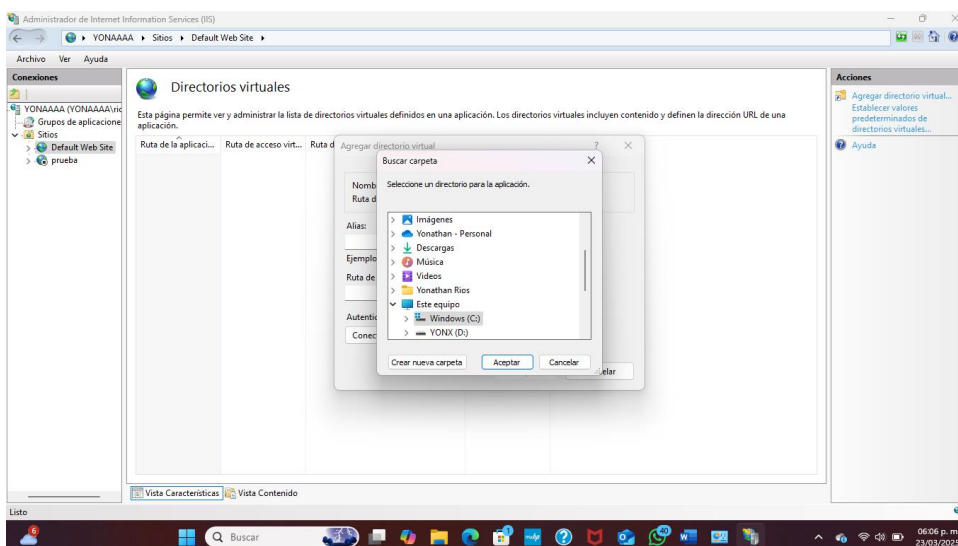 Administrador de Internet Information Services (IIS)
YONAAAA
Sitios
Default Web Site
Archivo Ver Ayuda
Conexiones
YONAAAA (YONAAAA\ric
Grupos de aplicacione
Sitios
Default Web Site
prueba
Directorios virtuales
Esta página permite ver y administrar la lista de directorios virtuales definidos en una aplicación. Los directorios virtuales incluyen contenido y definen la dirección URL de una
aplicación.
Ruta de la aplicaci... Ruta de acceso virt... Ruta d
Agregar directorio virtual
?
Nomb
Ruta d
Alias:
Ejemplo
Ruta de
Autentic
Conec
elar
Buscar carpeta
Seleccione un directorio para la aplicación.
Imágenes
Yonathan - Personal
Descargas
Música
Videos
Yonathan Rios
Este equipo
Windows (C:)
YONX (D:)
Crear nueva carpeta Aceptar Cancelar
Acciones
Agregar directorio virtual...
Establecer valores
predeterminados de
directorios virtuales...
Ayuda
Vista Características Vista Contenido
Listo
6
Buscar
40
06:06 p. m
23/03/2025